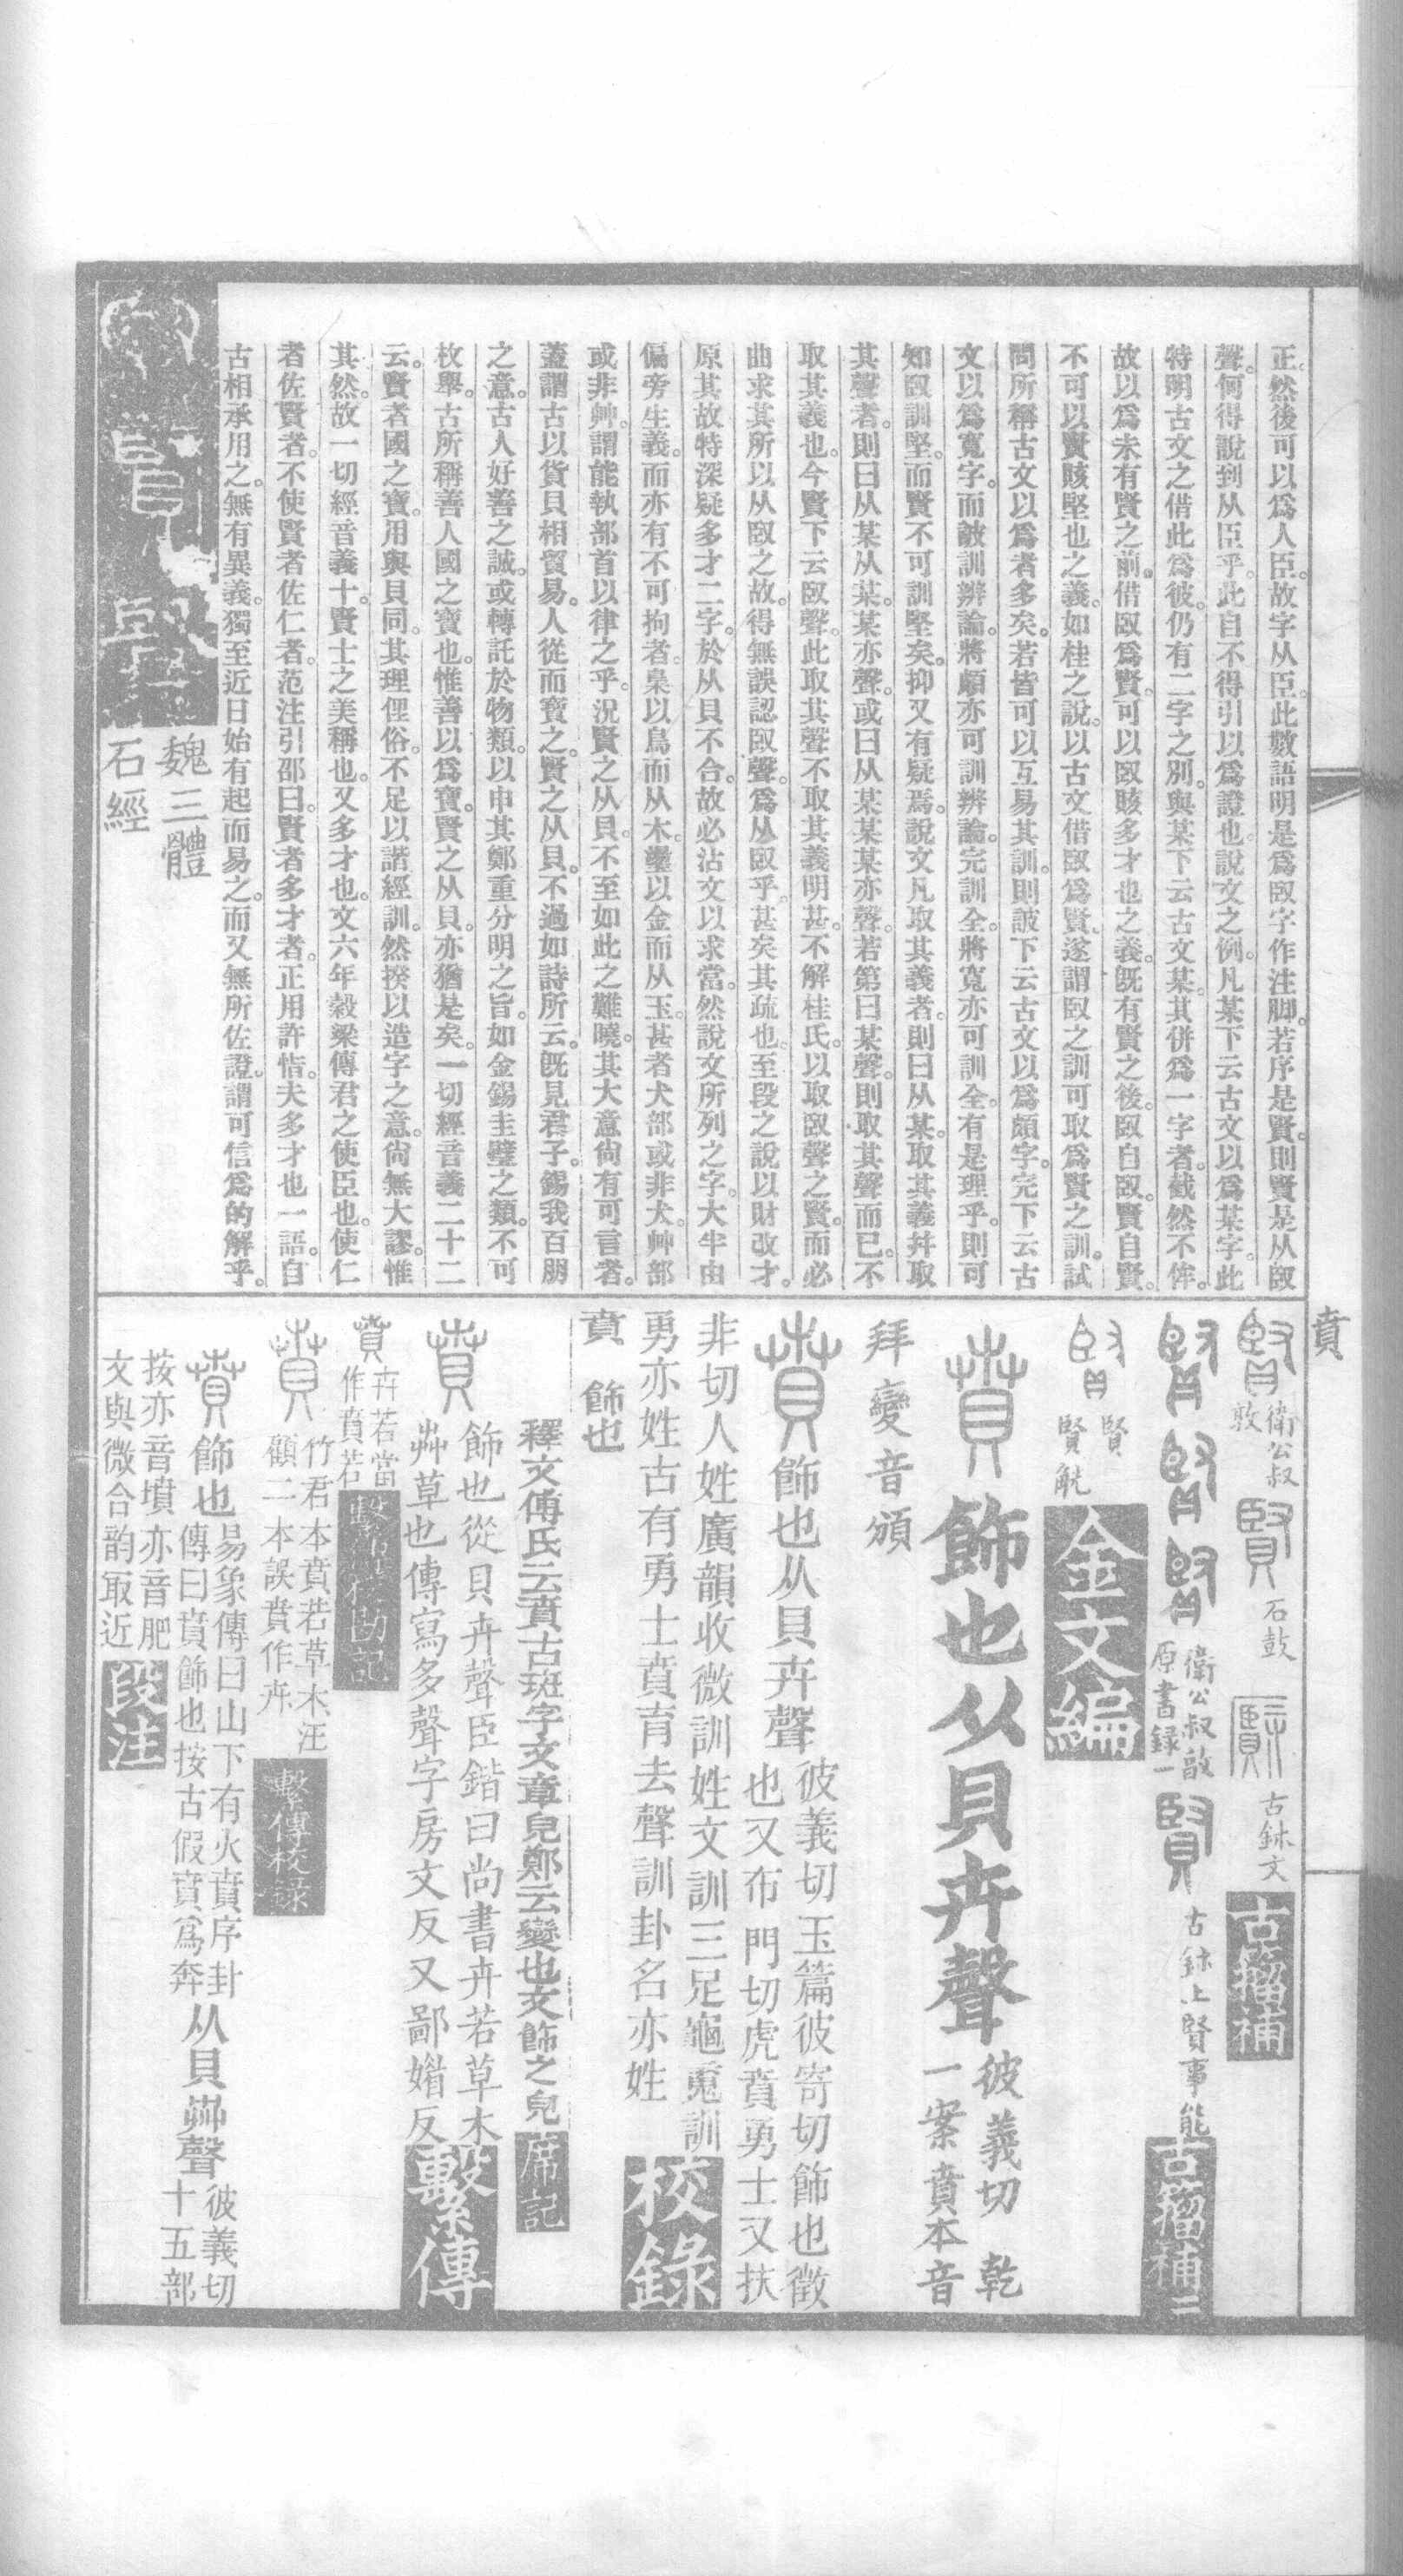 正。然後可以爲人臣。故字从臣。此數語明是爲臤字作注脚。若序是賢。則賢是从臤
聲。何得說到从臣乎。此自不得引以爲證也。說文之例。凡某下云古文以爲某字。此
特明古文之借此爲彼。仍有二字之別。與某下云古文某。其併爲一字者。截然不侔。
故以爲未有賢之前。借臤爲賢。可以臤賅多才也之義。旣有賢之後。臤自臤。賢自賢。
不可以賢賅堅也之義。如桂之說。以古文借臤爲賢。遂謂臤之訓可取爲賢之訓。試
問所稱古文以爲者多矣。若皆可以互易其訓。則詖下云古文以爲頗字。完下云古
文以爲寬字。而詖訓辨論。將頗亦可訓辨論。完訓全。將寬亦可訓全。有是理乎。則可
知臤訓堅。而賢不可訓堅矣。抑又有疑焉。說文凡取其義者。則曰从某。取其義幷取
其聲者。則曰从某从某。某亦聲。或曰从某某某亦聲。若第曰某聲。則取其聲而已。不
取其義也。今賢下云臤聲。此取其聲不取其義明甚。不解桂氏。以取臤聲之賢。而必
曲求其所以从臤之故。得無誤認臤聲。爲从臤乎。甚矣其疏也。至段之說以財改才。
原其故特深疑多才二字。於从貝不合。故必沾文以求當。然說文所列之字。大半由
偏旁生義。而亦有不可拘者。梟以鳥而从木。璗以金而从玉。甚者犬部或非犬。艸部
或非艸。謂能執部首以律之乎。況賢之从貝。不至如此之難曉。其大意尙有可言者。
蓋謂古以貨貝相貿易。人從而寶之。賢之从貝。不過如詩所云。旣見君子。錫我百朋
之意。古人好善之誠。或轉託於物類。以申其鄭重分明之旨。如金錫圭璧之類。不可
枚舉。古所稱善人國之寶也。惟善以爲寶。賢之从貝。亦猶是矣。一切經音義二十二
云。賢者國之寶。用與貝同。其理俚俗。不足以諧經訓。然揆以造字之意。尙無大謬。惟
其然。故一切經音義十。賢士之美稱也。又多才也。文六年穀梁傳君之使臣也。使仁
者佐賢者。不使賢者佐仁者。范注引邵曰。賢者多才者。正用許恉。夫多才也一語。自
古相承用之。無有異義。獨至近日始有起而易之。而又無所佐證。謂可信爲的解乎。
魏三體
石經
賁
衛公叔
敦
石鼓
古鉥文
古籀補
衛公叔敦
原書録一
古鉥上賢事能
古籀補二
賢
賢觥
金文編
賁飾也从貝卉聲
彼義切 乾
一案賁本音
拜變音頒
賁飾也从貝卉聲
彼義切玉篇彼寄切飾也徵
也又布門切虎賁勇士又扶
非切人姓廣韻收微訓姓文訓三足龜䰟訓
勇亦姓古有勇士賁育去聲訓卦名亦姓
校錄
賁 飾也
釋文傅氏云賁古斑字文章皃鄭云變也文飾之皃
席記
賁
飾也從貝卉聲臣鍇曰尚書卉若草木
芔草也傳寫多聲字房文反又鄙媢反
繫傳
賁
卉若當
作賁若
繫傳校勘記
賁
竹君本賁若草木汪
顧二本誤賁作卉
繫傳校録
賁飾也
易象傳曰山下有火賁序卦
傳曰賁飾也按古假賁爲奔
从貝芔聲
彼義切
十五部
按亦音墳亦音肥
文與微合韵㝡近
段注